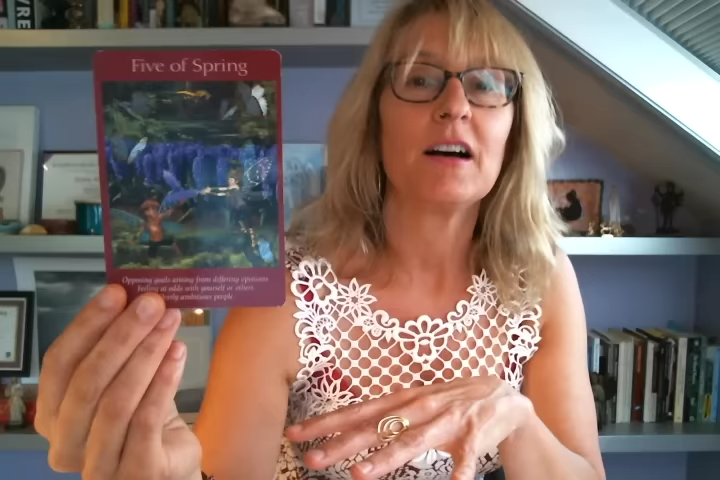 Five of Spring
Opposing goals arising from differing opinions
Feeling at odds with yourself or others
ambitious people